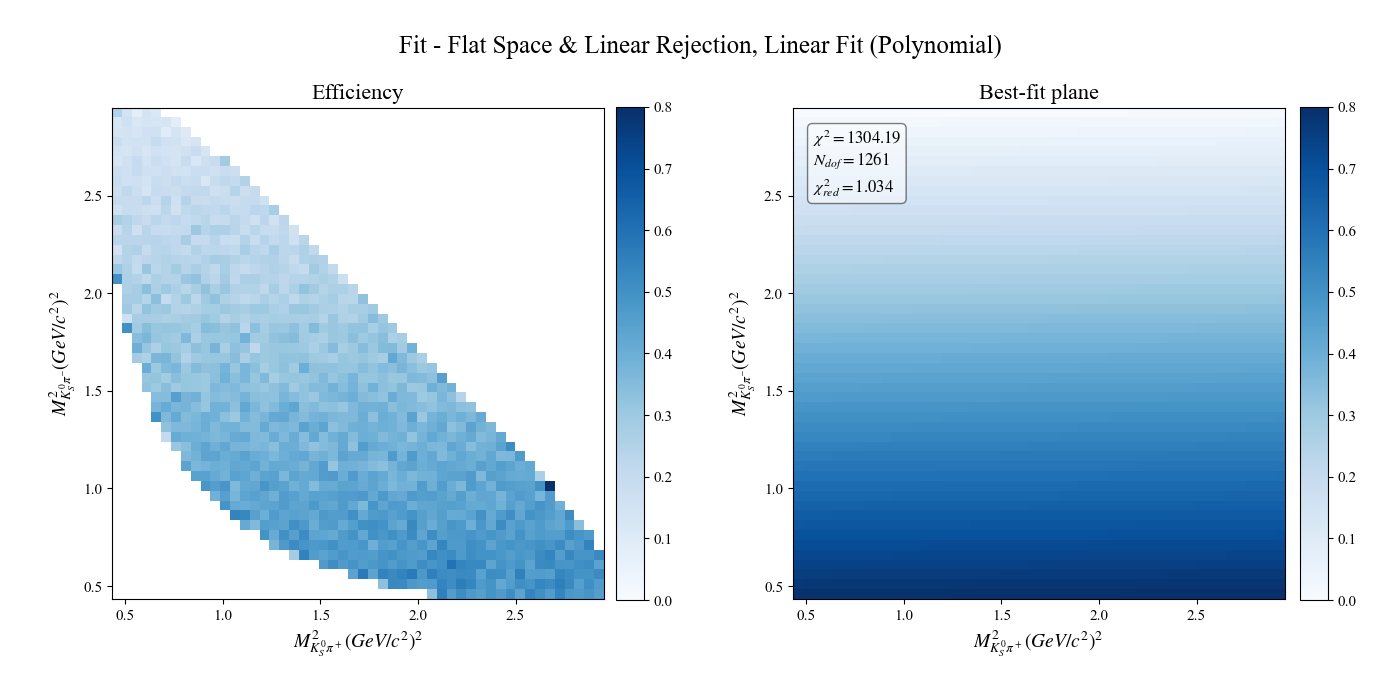 Fit - Flat Space & Linear Rejection, Linear Fit (Polynomial)
Efficiency
2.5
2.0
1.5
1.0
0.5
0.5 1.0 1.5 2.0 2.5
M²_{K_S^0π⁻}(GeV/c²)²
M²_{K_S^0π⁺}(GeV/c²)²
0.8
0.7
0.6
0.5
0.4
0.3
0.2
0.1
0.0
Best-fit plane
χ² = 1304.19
N_{dof} = 1261
χ²_{red} = 1.034
2.5
2.0
1.5
1.0
0.5
0.5 1.0 1.5 2.0 2.5
M²_{K_S^0π⁻}(GeV/c²)²
M²_{K_S^0π⁺}(GeV/c²)²
0.8
0.7
0.6
0.5
0.4
0.3
0.2
0.1
0.0